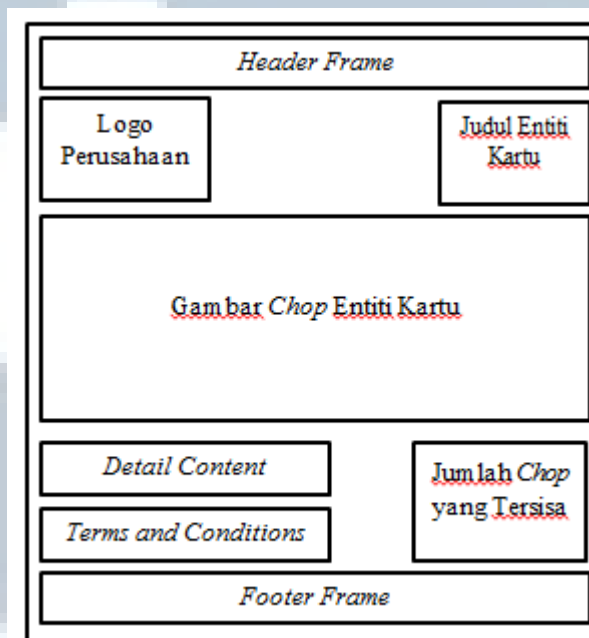 Header Frame
Logo
Perusahaan
Judul Entiti
Kartu
Gambar Chop Entiti Kartu
Detail Content
Terms and Conditions
Jumlah Chop
yang Tersisa
Footer Frame